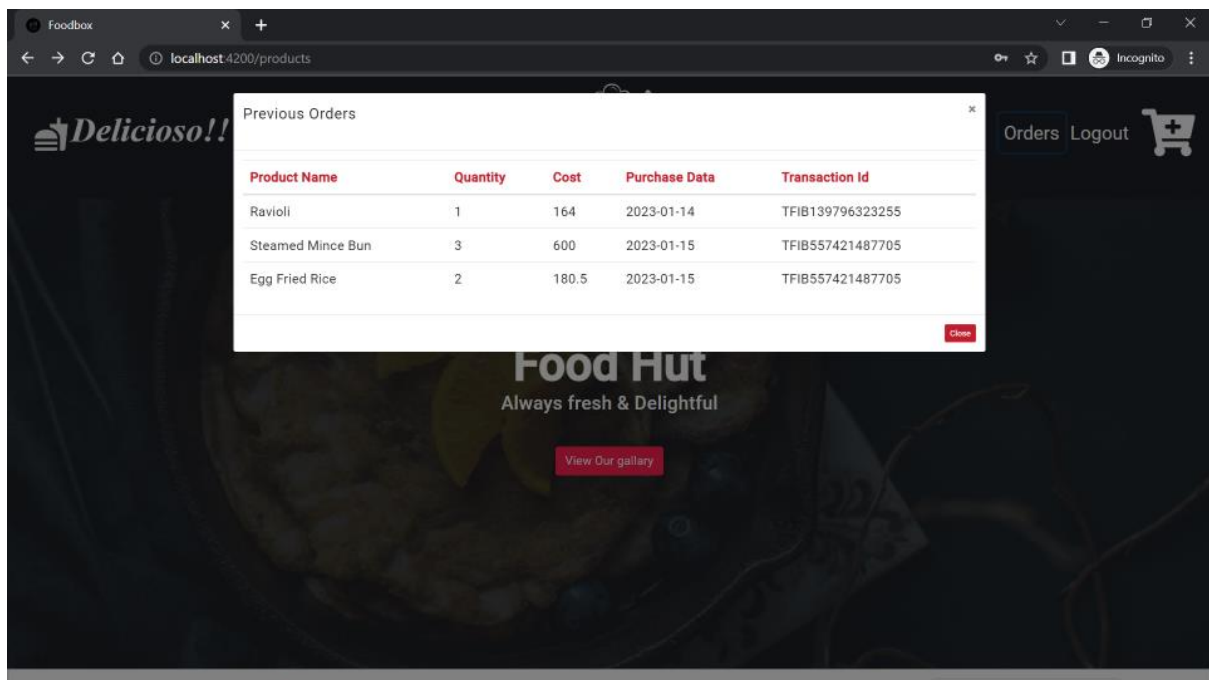 Foodbox
localhost:4200/products
Incognito
Delicioso!!
Orders Logout
Previous Orders
Product Name Quantity Cost Purchase Data Transaction Id
Ravioli 1 164 2023-01-14 TFIB139796323255
Steamed Mince Bun 3 600 2023-01-15 TFIB557421487705
Egg Fried Rice 2 180.5 2023-01-15 TFIB557421487705
Close
Food Hut
Always fresh & Delightful
View Our gallary